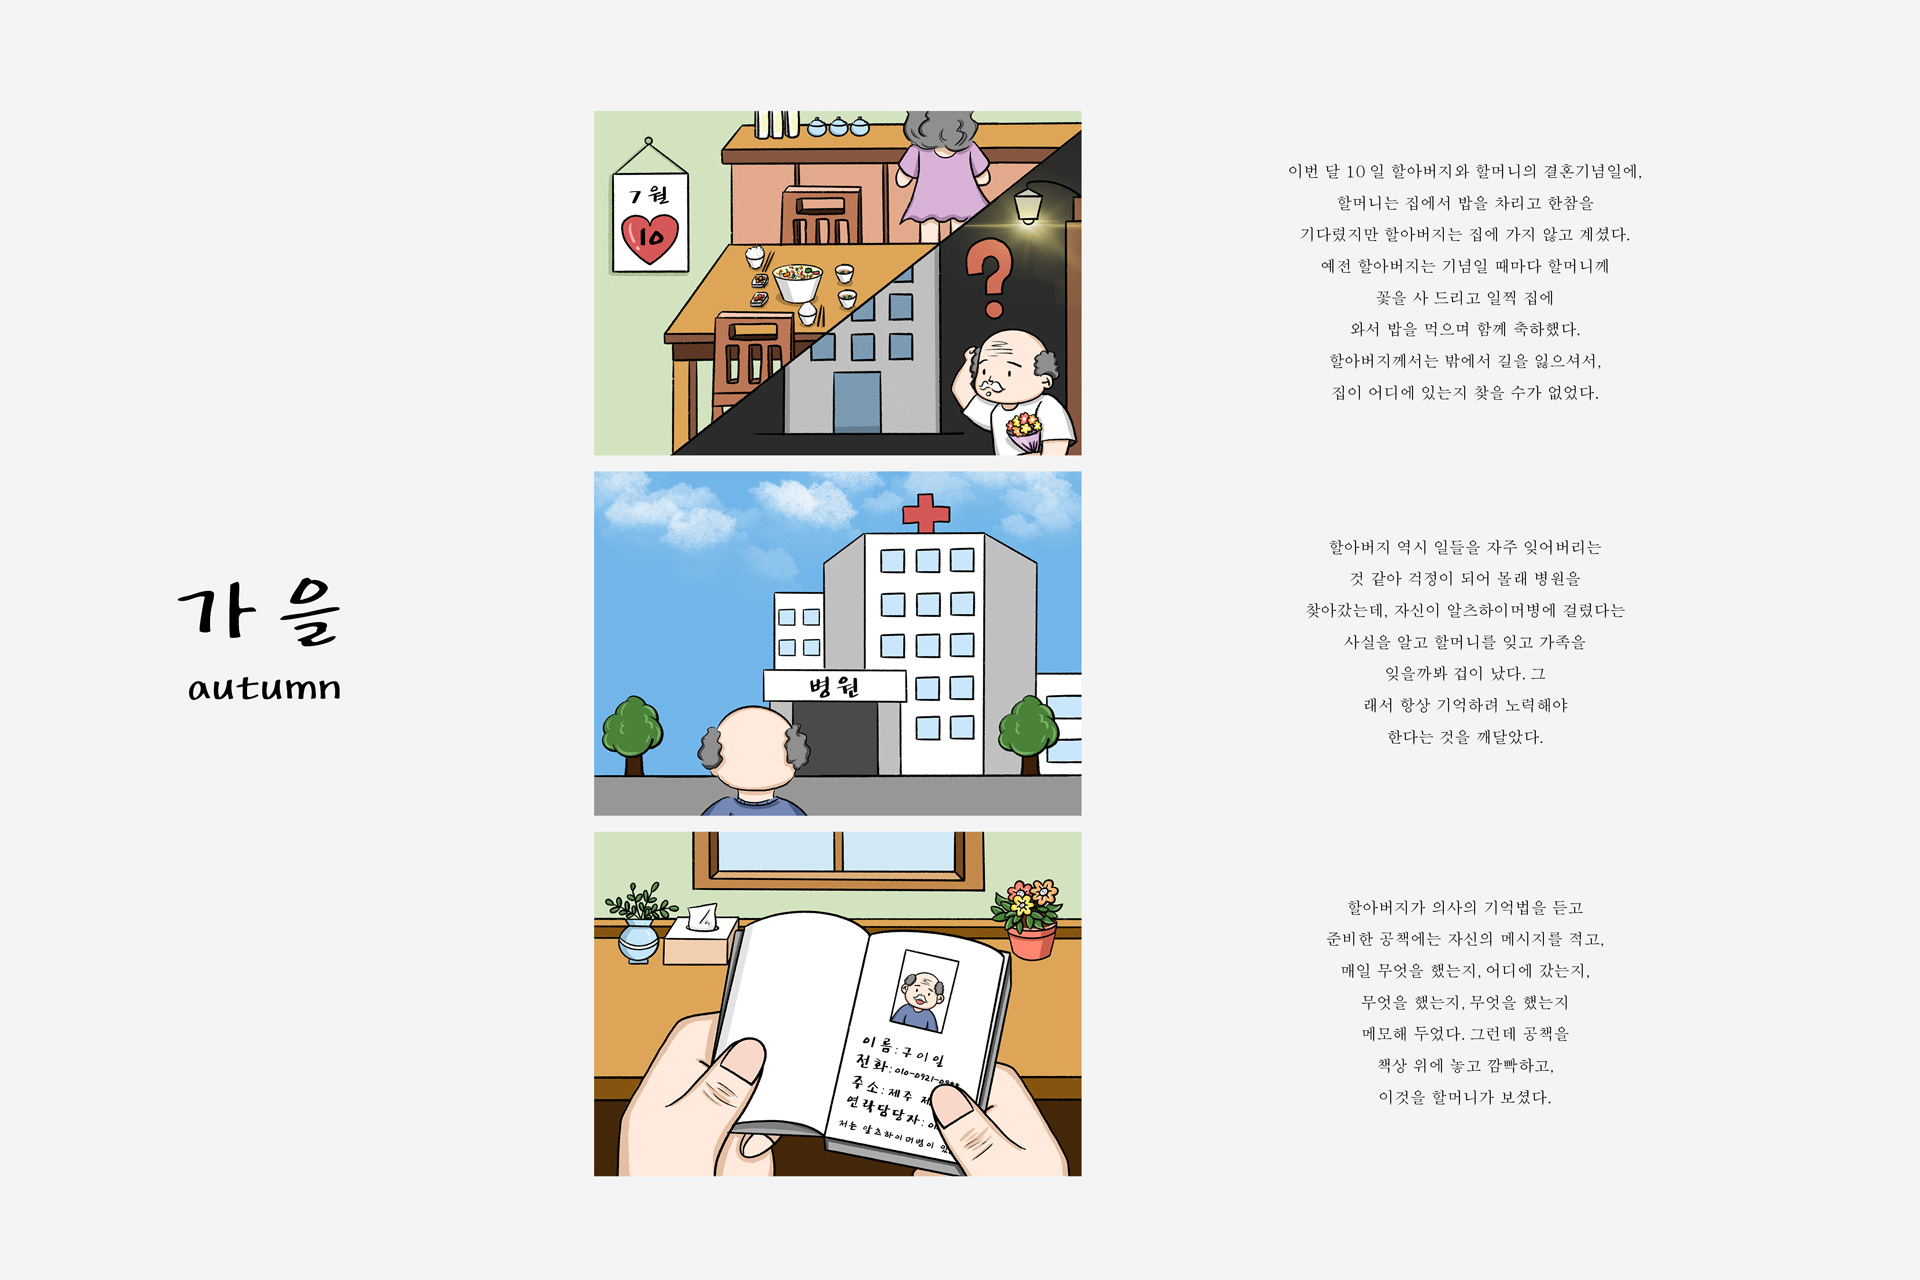 가을
autumn
7월
10
이번 달 10일 할아버지와 할머니의 결혼기념일에,
할머니는 집에서 밥을 차리고 한참을
기다렸지만 할아버지는 집에 가지 않고 계셨다.
예전 할아버지는 기념일 때마다 할머니께
꽃을 사 드리고 일찍 집에
와서 밥을 먹으며 함께 축하했다.
할아버지께서는 밖에서 길을 잃으셔서,
집이 어디에 있는지 찾을 수가 없었다.
병원
할아버지 역시 일들을 자주 잊어버리는
것 같아 걱정이 되어 몰래 병원을
찾아갔는데, 자신이 알츠하이머병에 걸렸다는
사실을 알고 할머니를 잊고 가족을
잊을까봐 겁이 났다. 그
래서 항상 기억하려 노력해야
한다는 것을 깨달았다.
이름:구이일
전화:010-0921-
주소:제주
연락담당자:
저는 알츠하이머병이
할아버지가 의사의 기억법을 듣고
준비한 공책에는 자신의 메시지를 적고,
매일 무엇을 했는지, 어디에 갔는지,
무엇을 했는지, 무엇을 했는지
메모해 두었다. 그런데 공책을
책상 위에 놓고 깜빡하고,
이것을 할머니가 보셨다.